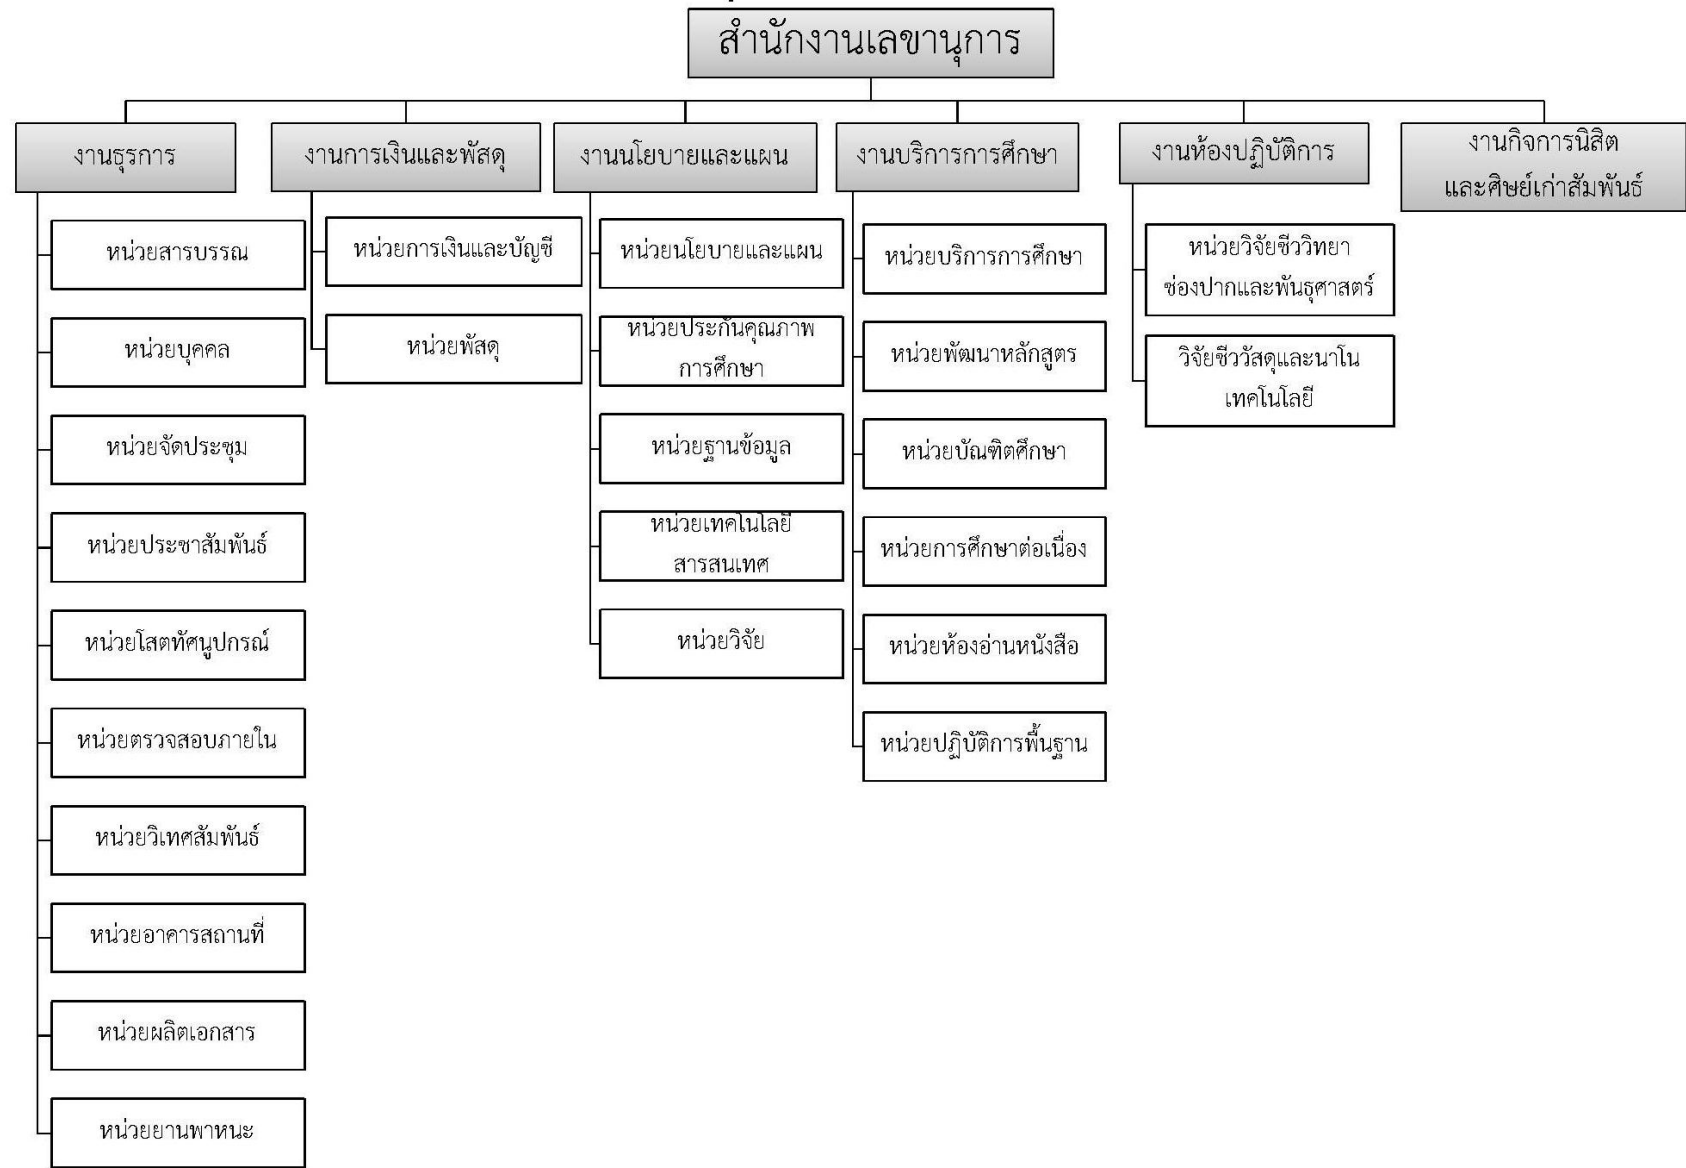 สำนักงานเลขานุการ
งานธุรการ
หน่วยสารบรรณ
หน่วยบุคคล
หน่วยจัดประชุม
หน่วยประชาสัมพันธ์
หน่วยโสตทัศนูปกรณ์
หน่วยตรวจสอบภายใน
หน่วยวิเทศสัมพันธ์
หน่วยอาคารสถานที่
หน่วยผลิตเอกสาร
หน่วยยานพาหนะ
งานการเงินและพัสดุ
หน่วยการเงินและบัญชี
หน่วยพัสดุ
งานนโยบายและแผน
หน่วยนโยบายและแผน
หน่วยประกันคุณภาพ
การศึกษา
หน่วยฐานข้อมูล
หน่วยเทคโนโลยี
สารสนเทศ
หน่วยวิจัย
งานบริการการศึกษา
หน่วยบริการการศึกษา
หน่วยพัฒนาหลักสูตร
หน่วยบัณฑิตศึกษา
หน่วยการศึกษาต่อเนื่อง
หน่วยห้องอ่านหนังสือ
หน่วยปฏิบัติการพื้นฐาน
งานห้องปฏิบัติการ
หน่วยวิจัยชีววิทยา
ช่องปากและพันธุศาสตร์
วิจัยชีววัสดุและนาโน
เทคโนโลยี
งานกิจการนิสิต
และศิษย์เก่าสัมพันธ์